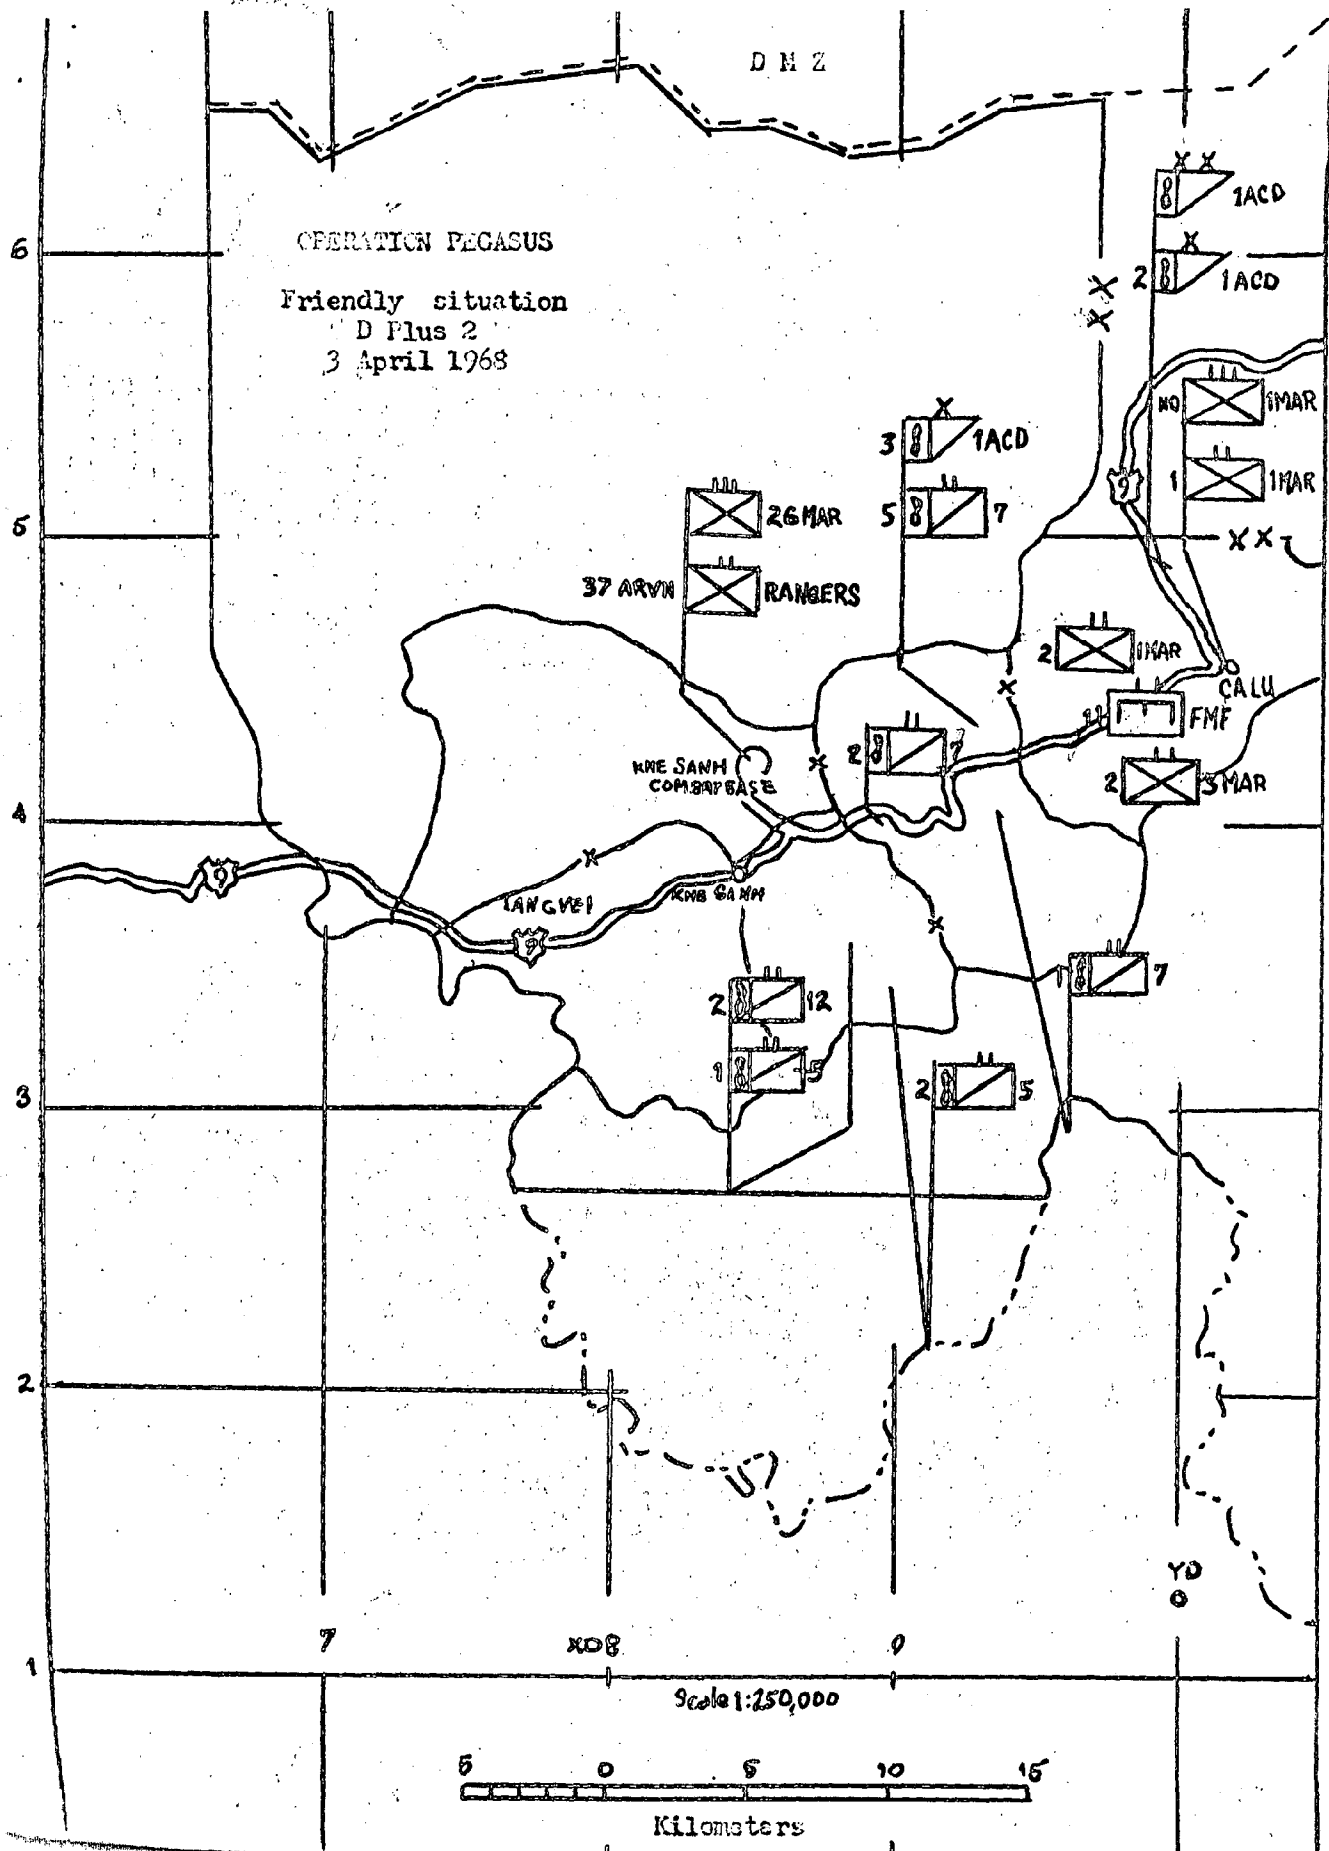 DMZ
OPERATION PEGASUS
Friendly situation
D Plus 2
3 April 1968
1ACD
2 1ACD
6
HQ 1MAR
1 1MAR
3 1ACD
5 7
9
26MAR
37 ARVN RANGERS
5
2 1MAR
CALU
FMF
2 3MAR
2 7
KHE SANH
COMBAT BASE
4
9
LANGVEI
KHE SANH
9
1 7
2 12
1 5
2 5
3
2
YD
7 XD8 9
1
Scale 1:250,000
5 0 5 10 15
Kilometers